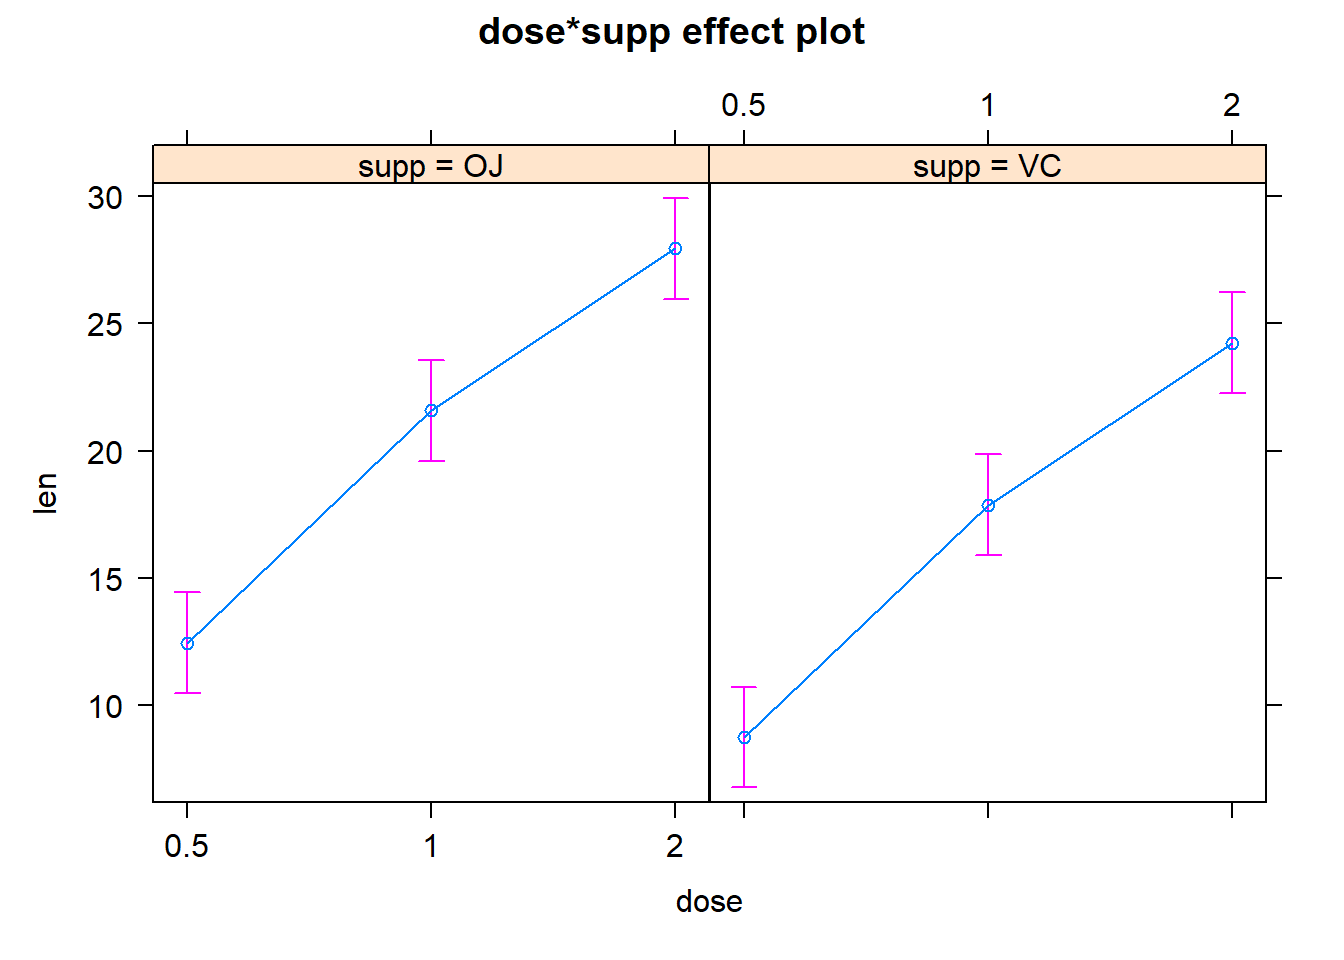 dose*supp effect plot
0.5 1 2
supp = OJ supp = VC
30
25
20
15
10
len
0.5 1 2
dose